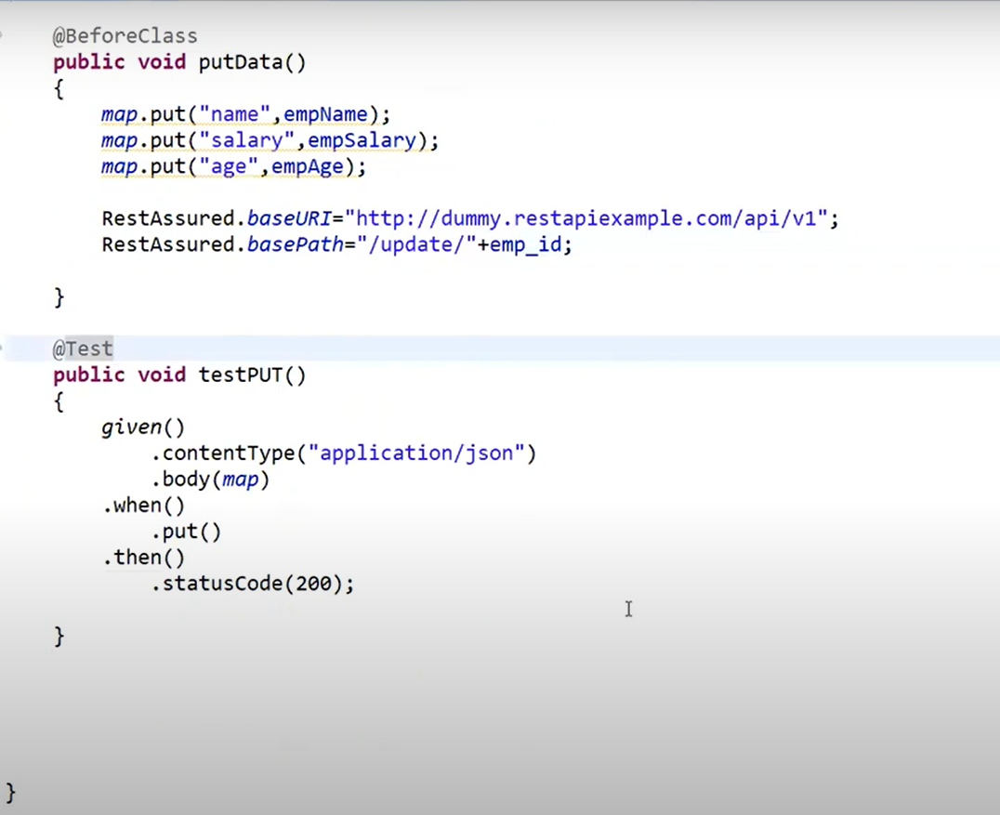 @BeforeClass
public void putData()
{
map.put("name",empName);
map.put("salary",empSalary);
map.put("age",empAge);
RestAssured.baseURI="http://dummy.restapiexample.com/api/v1";
RestAssured.basePath="/update/"+emp_id;
}
@Test
public void testPUT()
{
given()
.contentType("application/json")
.body(map)
.when()
.put()
.then()
.statusCode(200);
}
}